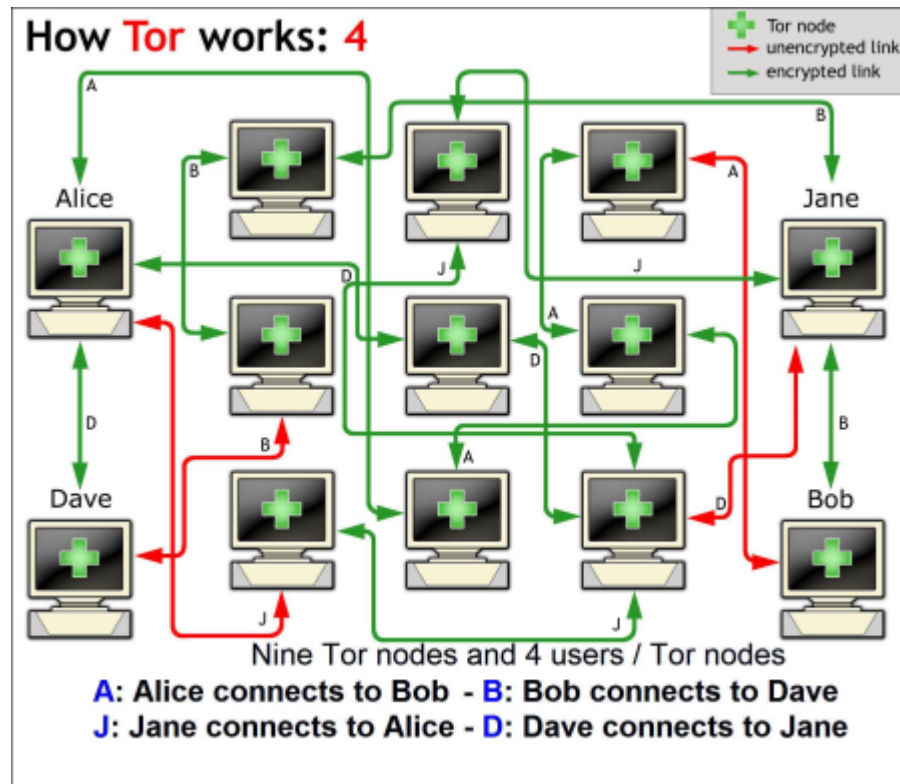 How Tor works: 4
Tor node
unencrypted link
encrypted link
A
B
B
Alice
A
Jane
J
J
D
A
D
D
B
B
A
Dave
D
Bob
J
J
Nine Tor nodes and 4 users / Tor nodes
A: Alice connects to Bob - B: Bob connects to Dave
J: Jane connects to Alice - D: Dave connects to Jane